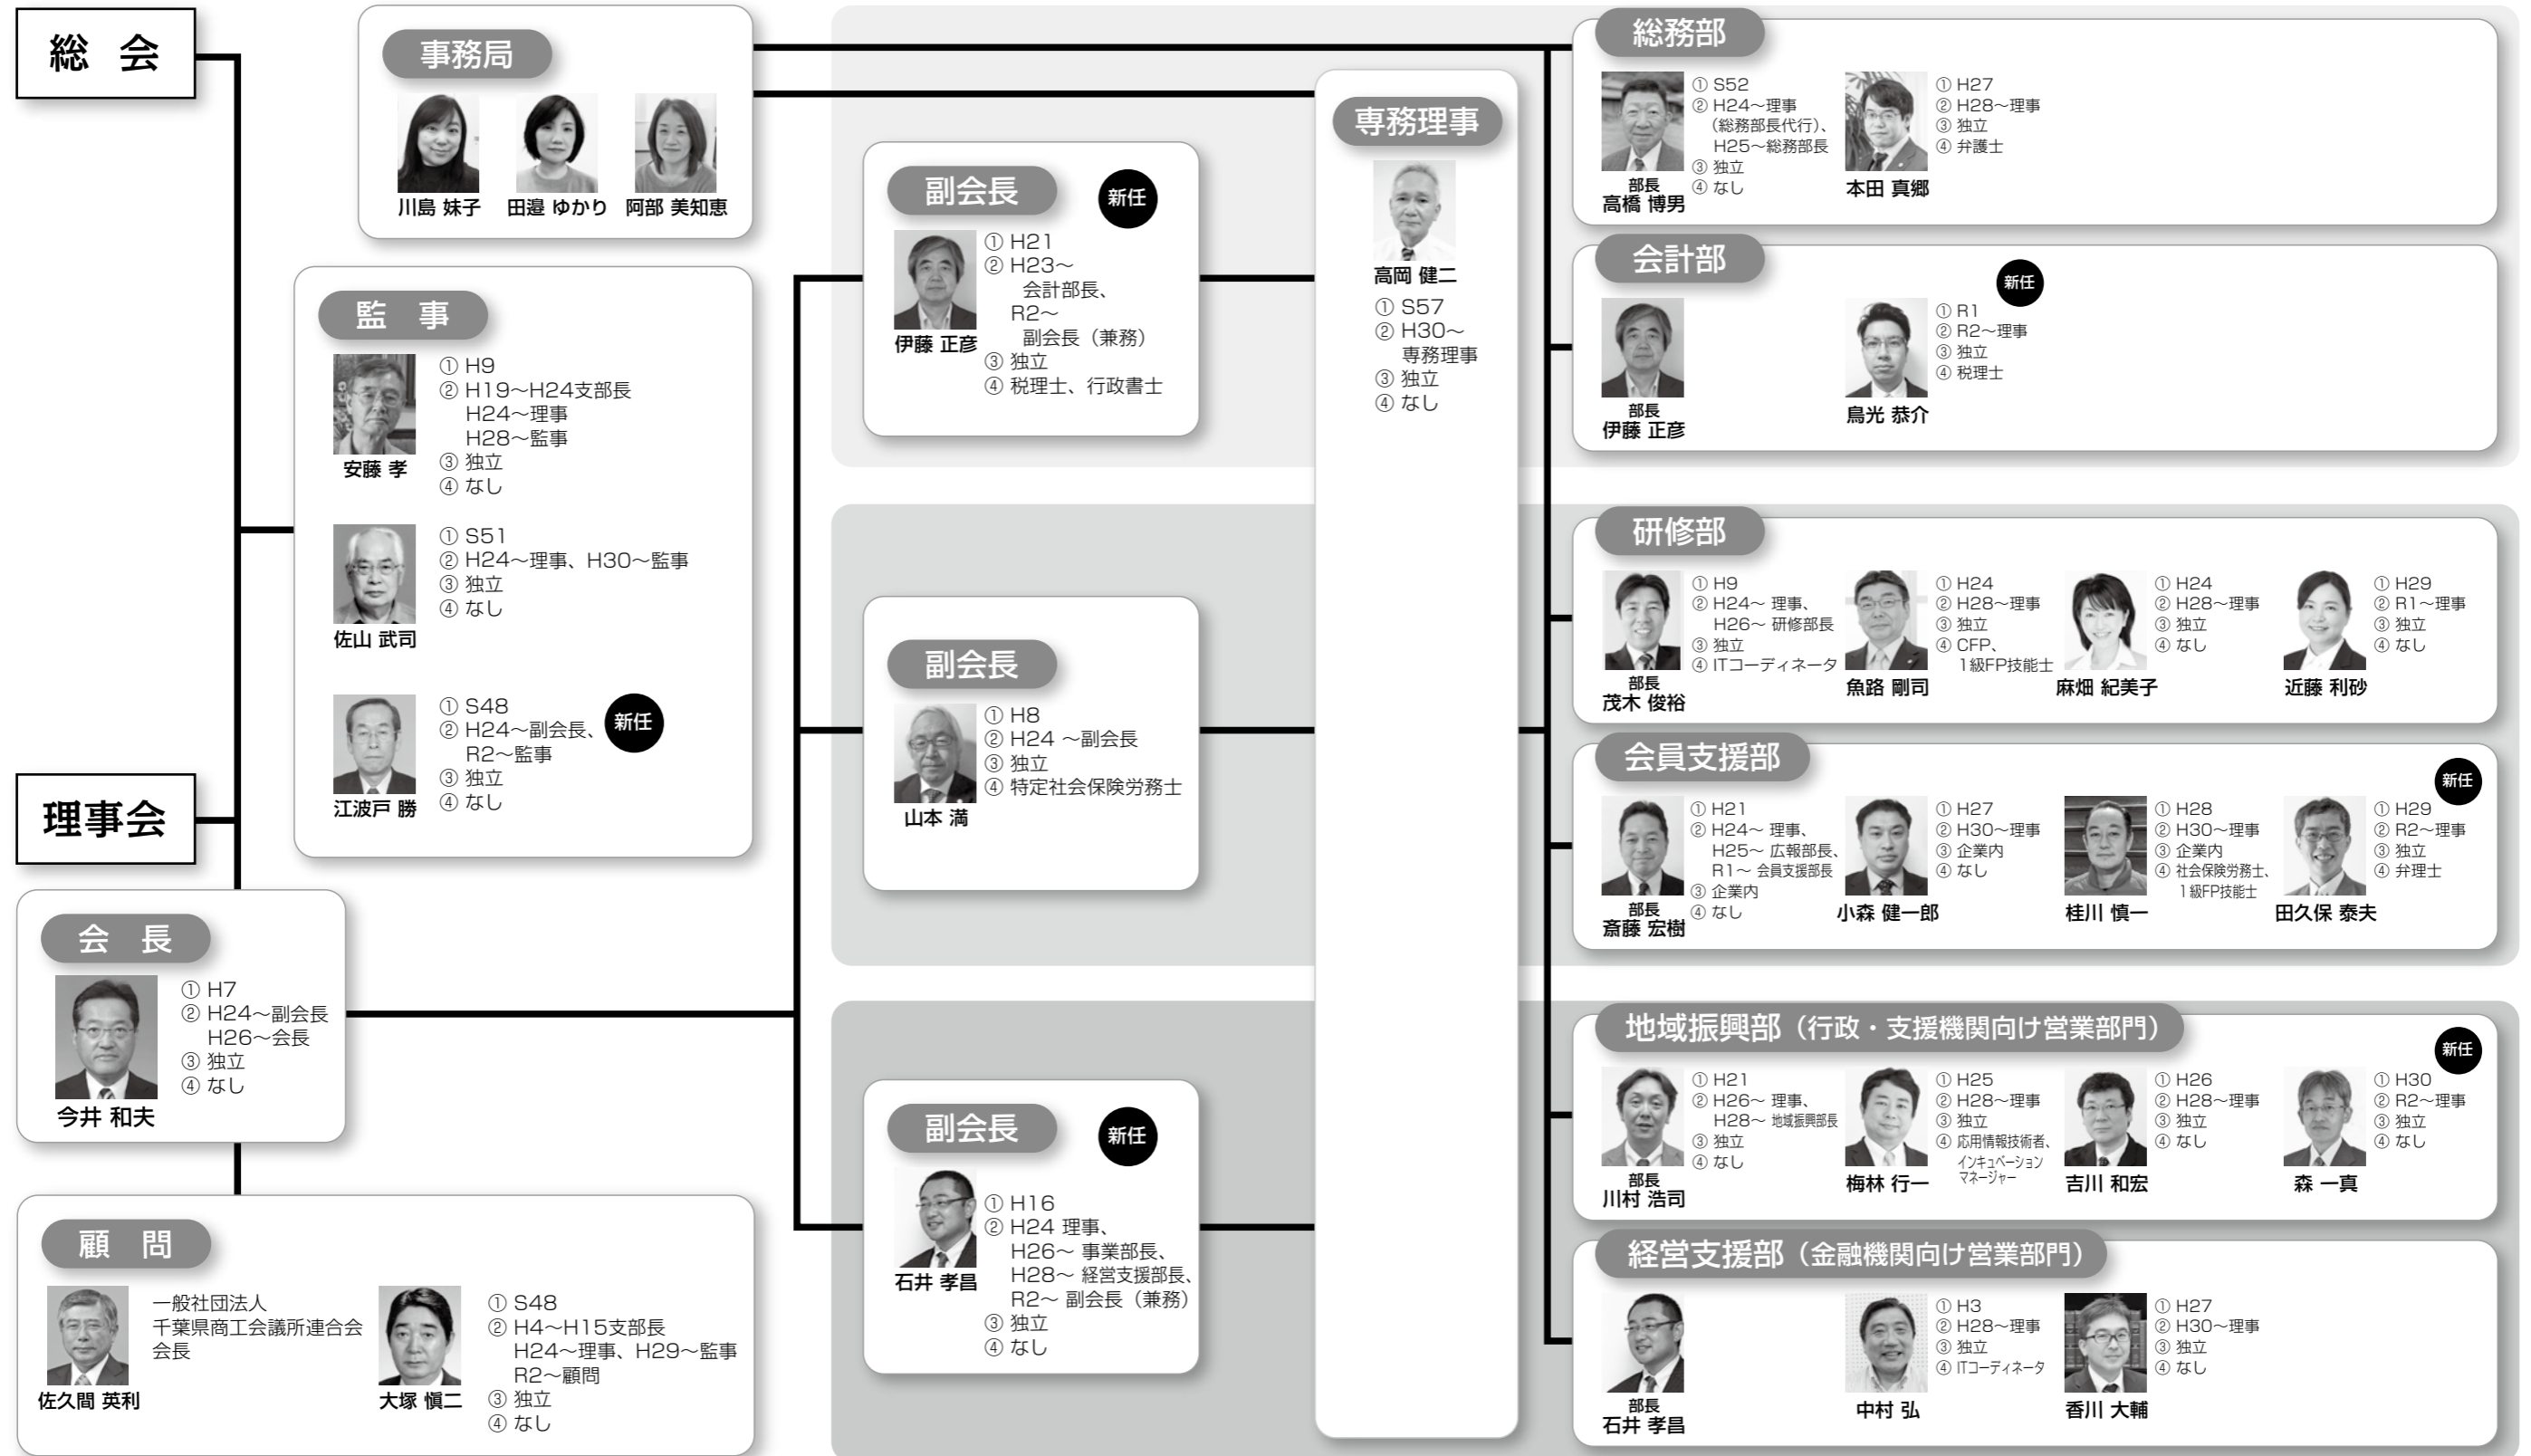 総 会
事務局
川島 妹子
田邉 ゆかり
阿部 美知恵
監 事
安藤 孝
① H9
② H19～H24支部長
H24～理事
H28～監事
③ 独立
④ なし
佐山 武司
① S51
② H24～理事、H30～監事
③ 独立
④ なし
江波戸 勝
① S48
② H24～副会長、
R2～監事
③ 独立
④ なし
新任
理事会
会 長
今井 和夫
① H7
② H24～副会長
H26～会長
③ 独立
④ なし
顧 問
佐久間 英利
一般社団法人
千葉県商工会議所連合会
会長
大塚 愼二
① S48
② H4～H15支部長
H24～理事、H29～監事
R2～顧問
③ 独立
④ なし
副会長
新任
伊藤 正彦
① H21
② H23～
会計部長、
R2～
副会長（兼務）
③ 独立
④ 税理士、行政書士
副会長
山本 満
① H8
② H24 ～副会長
③ 独立
④ 特定社会保険労務士
副会長
新任
石井 孝昌
① H16
② H24 理事、
H26～ 事業部長、
H28～ 経営支援部長、
R2～ 副会長（兼務）
③ 独立
④ なし
専務理事
高岡 健二
① S57
② H30～
専務理事
③ 独立
④ なし
総務部
部長
高橋 博男
① S52
② H24～理事
（総務部長代行）、
H25～総務部長
③ 独立
④ なし
本田 真郷
① H27
② H28～理事
③ 独立
④ 弁護士
会計部
部長
伊藤 正彦
新任
鳥光 恭介
① R1
② R2～理事
③ 独立
④ 税理士
研修部
部長
茂木 俊裕
① H9
② H24～ 理事、
H26～ 研修部長
③ 独立
④ ITコーディネータ
魚路 剛司
① H24
② H28～理事
③ 独立
④ CFP、
1級FP技能士
麻畑 紀美子
① H24
② H28～理事
③ 独立
④ なし
近藤 利砂
① H29
② R1～理事
③ 独立
④ なし
会員支援部
部長
斎藤 宏樹
① H21
② H24～ 理事、
H25～ 広報部長、
R1～ 会員支援部長
③ 企業内
④ なし
小森 健一郎
① H27
② H30～理事
③ 企業内
④ なし
桂川 慎一
① H28
② H30～理事
③ 企業内
④ 社会保険労務士、
1級FP技能士
新任
田久保 泰夫
① H29
② R2～理事
③ 独立
④ 弁理士
地域振興部（行政・支援機関向け営業部門）
部長
川村 浩司
① H21
② H26～ 理事、
H28～ 地域振興部長
③ 独立
④ なし
梅林 行一
① H25
② H28～理事
③ 独立
④ 応用情報技術者、
インキュベーション
マネージャー
吉川 和宏
① H26
② H28～理事
③ 独立
④ なし
新任
森 一真
① H30
② R2～理事
③ 独立
④ なし
経営支援部（金融機関向け営業部門）
部長
石井 孝昌
中村 弘
① H3
② H28～理事
③ 独立
④ ITコーディネータ
香川 大輔
① H27
② H30～理事
③ 独立
④ なし